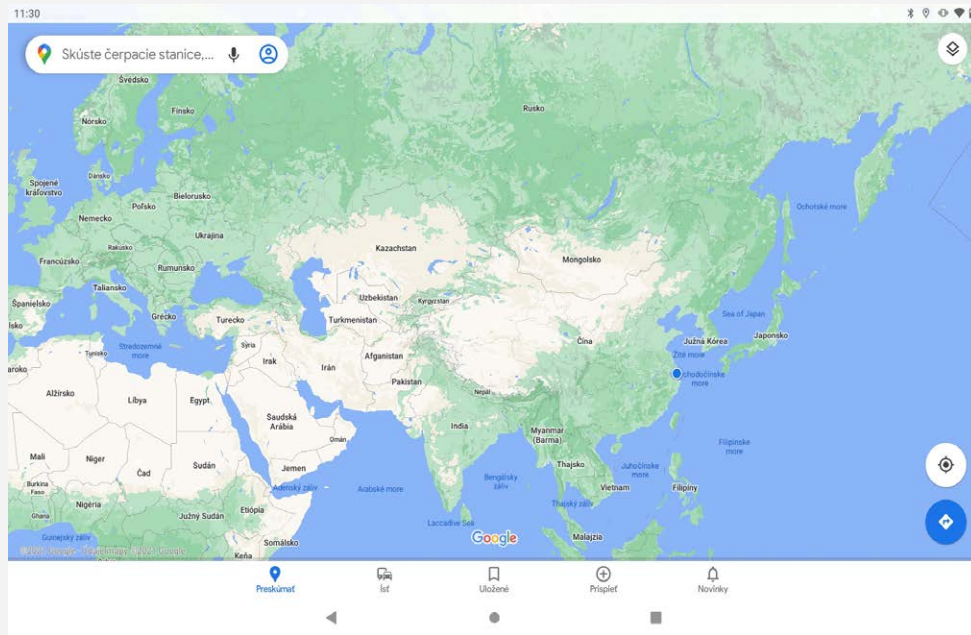 11:30
Skúste čerpacie stanice,...
Švédsko
Fínsko
Nórsko
Rusko
Dánsko
Spojené
kráľovstvo
Bielorusko
Poľsko
Nemecko
Ochotské more
Ukrajina
Rakúsko
Kazachstan
Francúzsko
Mongolsko
Rumunsko
Taliansko
Uzbekistan
Kyrgyzstan
Španielsko
Grécko
Turecko
Turkmenistan
Sea of Japan
Japonsko
Čína
Južná Kórea
Stredozemné
more
Tunisko
Sýria
Irak
Irán
Afganistan
Žlté more
chodočínske
more
Pakistan
Alžírsko
Líbya
Egypt
Nepál
Saudská
Arábia
India
Omán
Myanmar
(Barma)
Filipínske
more
Mali
Niger
Čad
Sudán
Jemen
Thajsko
Juhočínske
more
Bengálsky
záliv
Burkina
Faso
Adenský záliv
Arabské more
Vietnam
Filipíny
Nigéria
Etiópia
Thajský záliv
Ghana
Južný Sudán
Laccadive Sea
Guinejský záliv
Somálsko
Google
Malajzia
Keňa
Preskúmať
Ísť
Uložené
Prispieť
Novinky